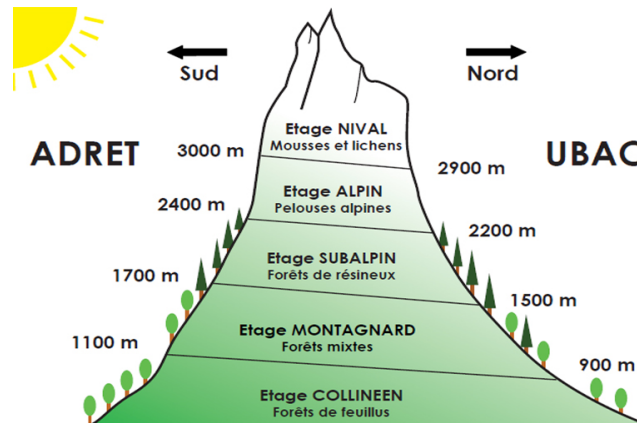 Sud
Nord
ADRET
UBAC
Etage NIVAL
Mousses et lichens
3000 m
2900 m
Etage ALPIN
Pelouses alpines
2400 m
2200 m
Etage SUBALPIN
Forêts de résineux
1700 m
1500 m
Etage MONTAGNARD
Forêts mixtes
1100 m
900 m
Etage COLLINEEN
Forêts de feuillus